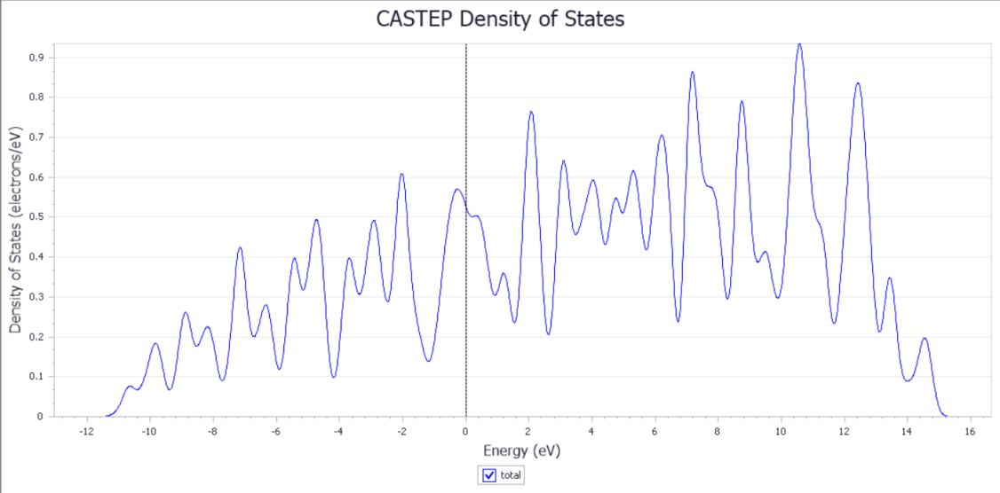 CASTEP Density of States
Density of States (electrons/eV)
0.9
0.8
0.7
0.6
0.5
0.4
0.3
0.2
0.1
0
-12 -10 -8 -6 -4 -2 0 2 4 6 8 10 12 14 16
Energy (eV)
total